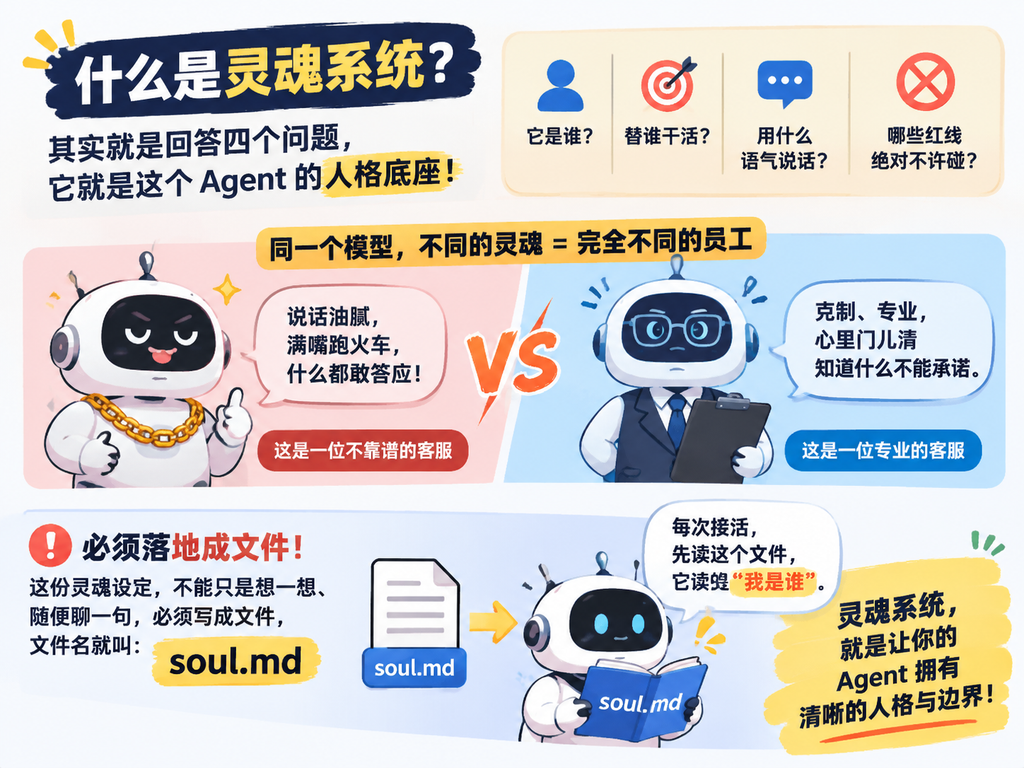 什么是灵魂系统?
其实就是回答四个问题,
它就是这个 Agent 的人格底座!
它是谁?
替谁干活?
用什么
语气说话?
哪些红线
绝对不许碰?
同一个模型,不同的灵魂 = 完全不同的员工
说话油腻,
满嘴跑火车,
什么都敢答应!
这是一位不靠谱的客服
VS
克制、专业,
心里门儿清
知道什么不能承诺。
这是一位专业的客服
必须落地成文件!
这份灵魂设定,不能只是想一想、
随便聊一句,必须写成文件,
文件名就叫:
soul.md
soul.md
每次接活,
先读这个文件,
它读“我是谁”。
soul.md
灵魂系统,
就是让你的
Agent 拥有
清晰的人格与边界!